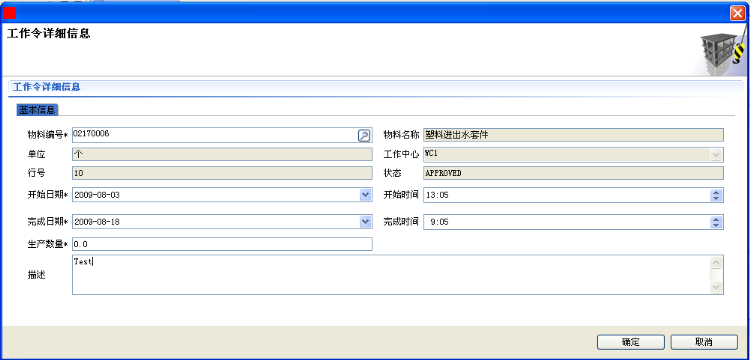 工作令详细信息
工作令详细信息
基本信息
物料编号* 02170006 物料名称 塑料进出水套件
单位 个 工作中心 WC1
行号 10 状态 APPROVED
开始日期* 2009-08-03 开始时间 13:05
完成日期* 2009-08-18 完成时间 9:05
生产数量* 0.0
描述 Test
确定 取消